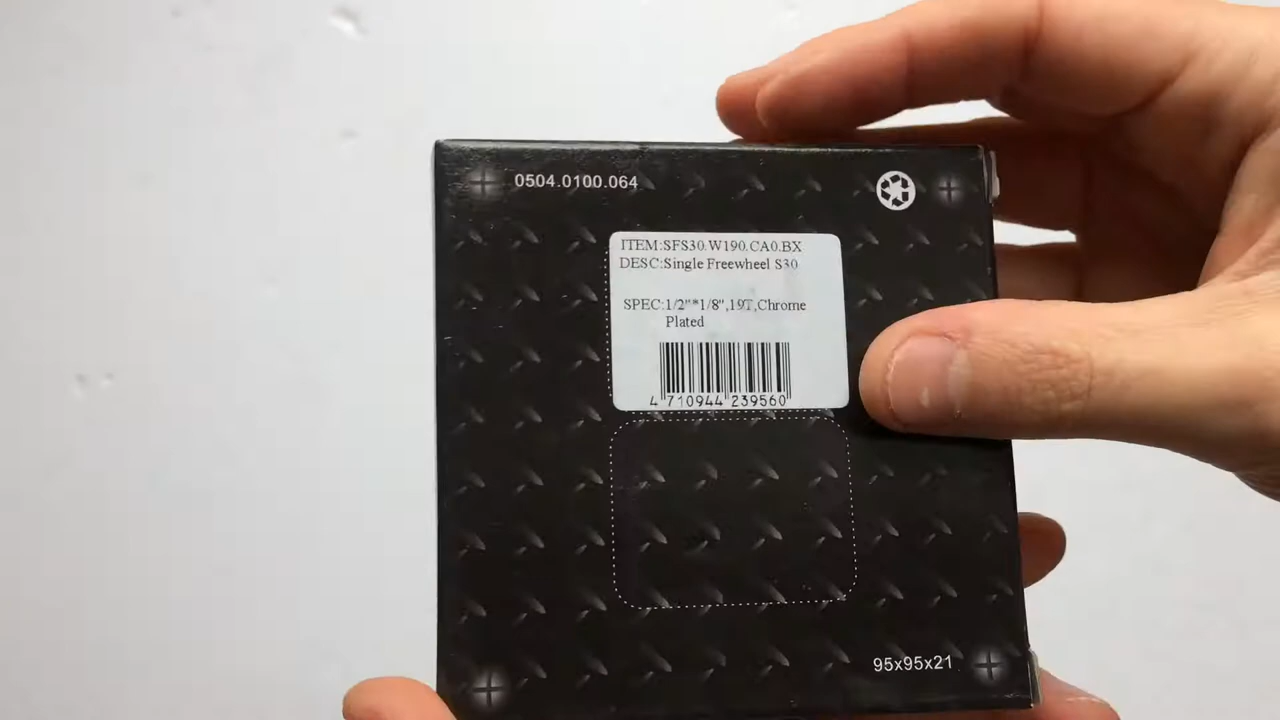 0504.0100.064
ITEM:SFS30.W190.CA0.BX
DESC:Single Freewheel S30
SPEC:1/2"*1/8",19T,Chrome
Plated
4 710944 239560
95x95x21